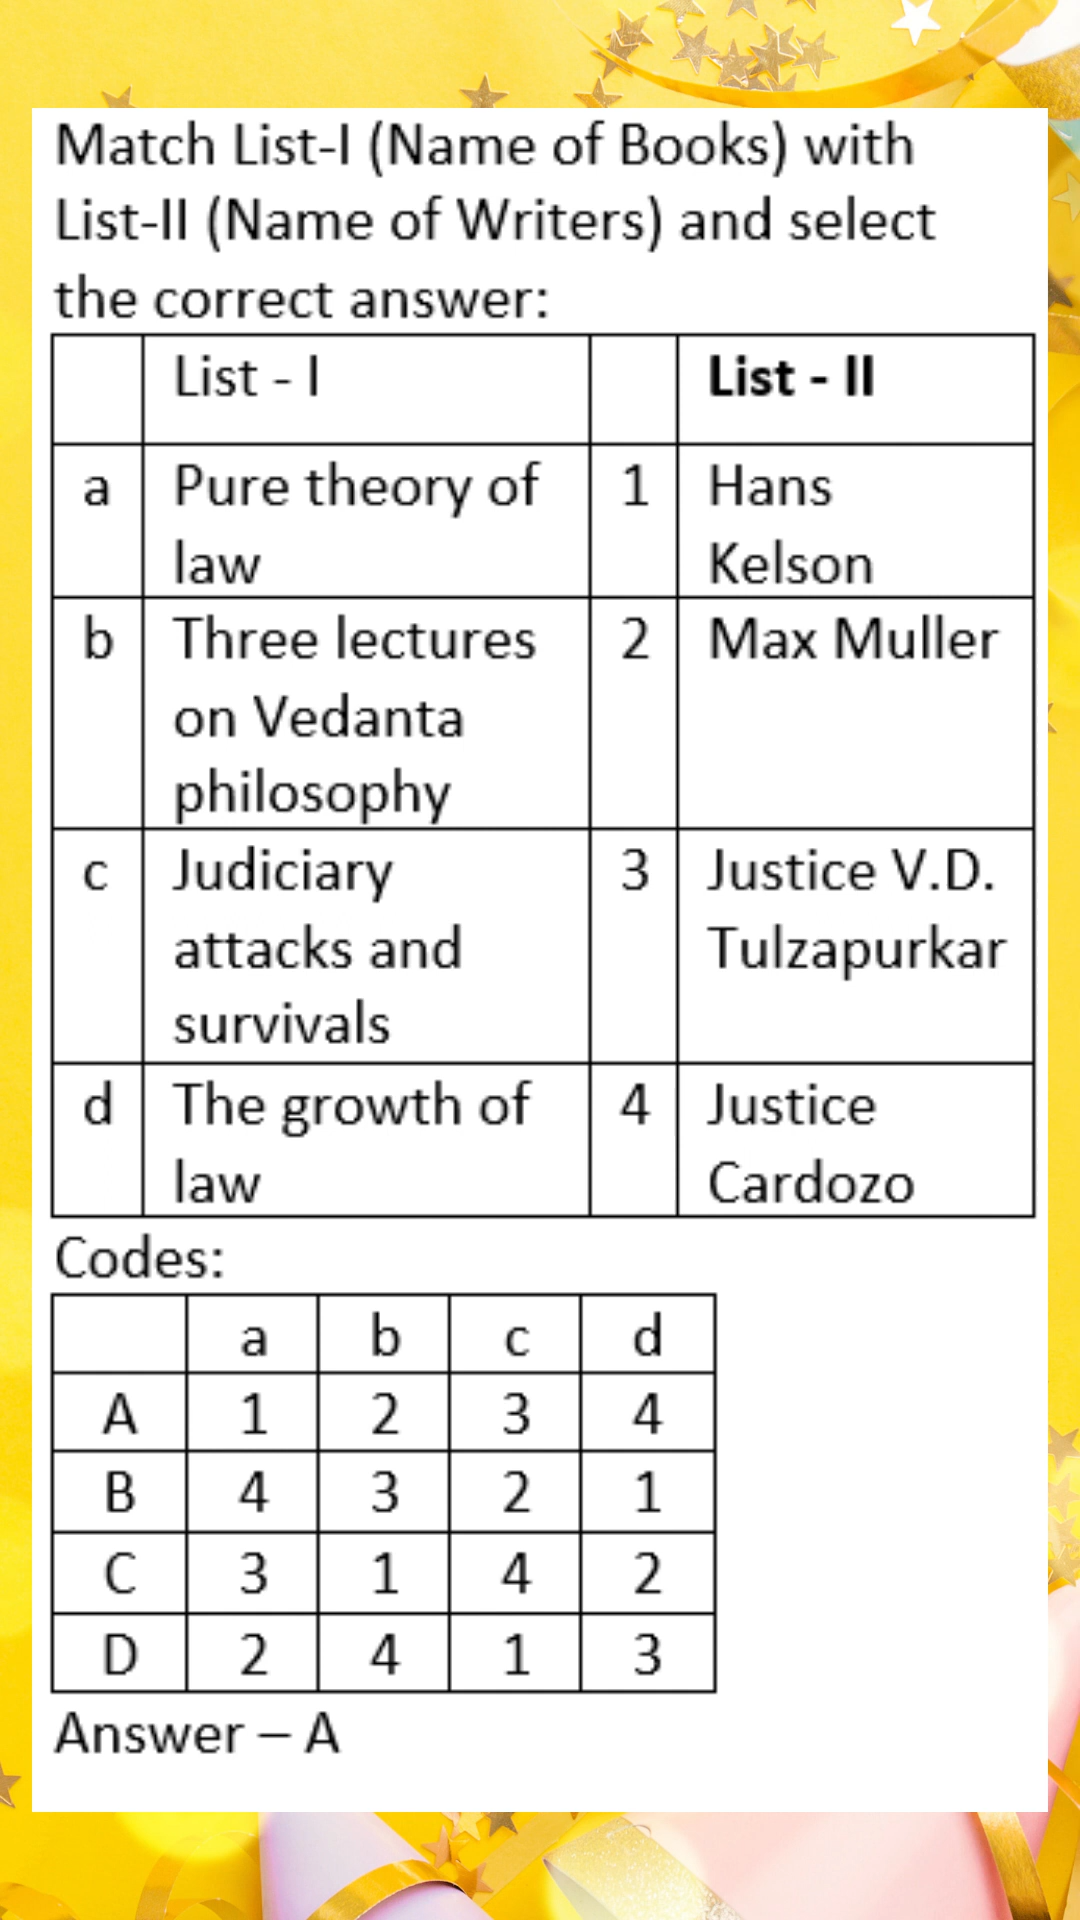 Match List-I (Name of Books) with
List-II (Name of Writers) and select
the correct answer:
List - I List - II
a Pure theory of 1 Hans
law Kelson
b Three lectures 2 Max Muller
on Vedanta
philosophy
c Judiciary 3 Justice V.D.
attacks and Tulzapurkar
survivals
d The growth of 4 Justice
law Cardozo
Codes:
a b c d
A 1 2 3 4
B 4 3 2 1
C 3 1 4 2
D 2 4 1 3
Answer – A